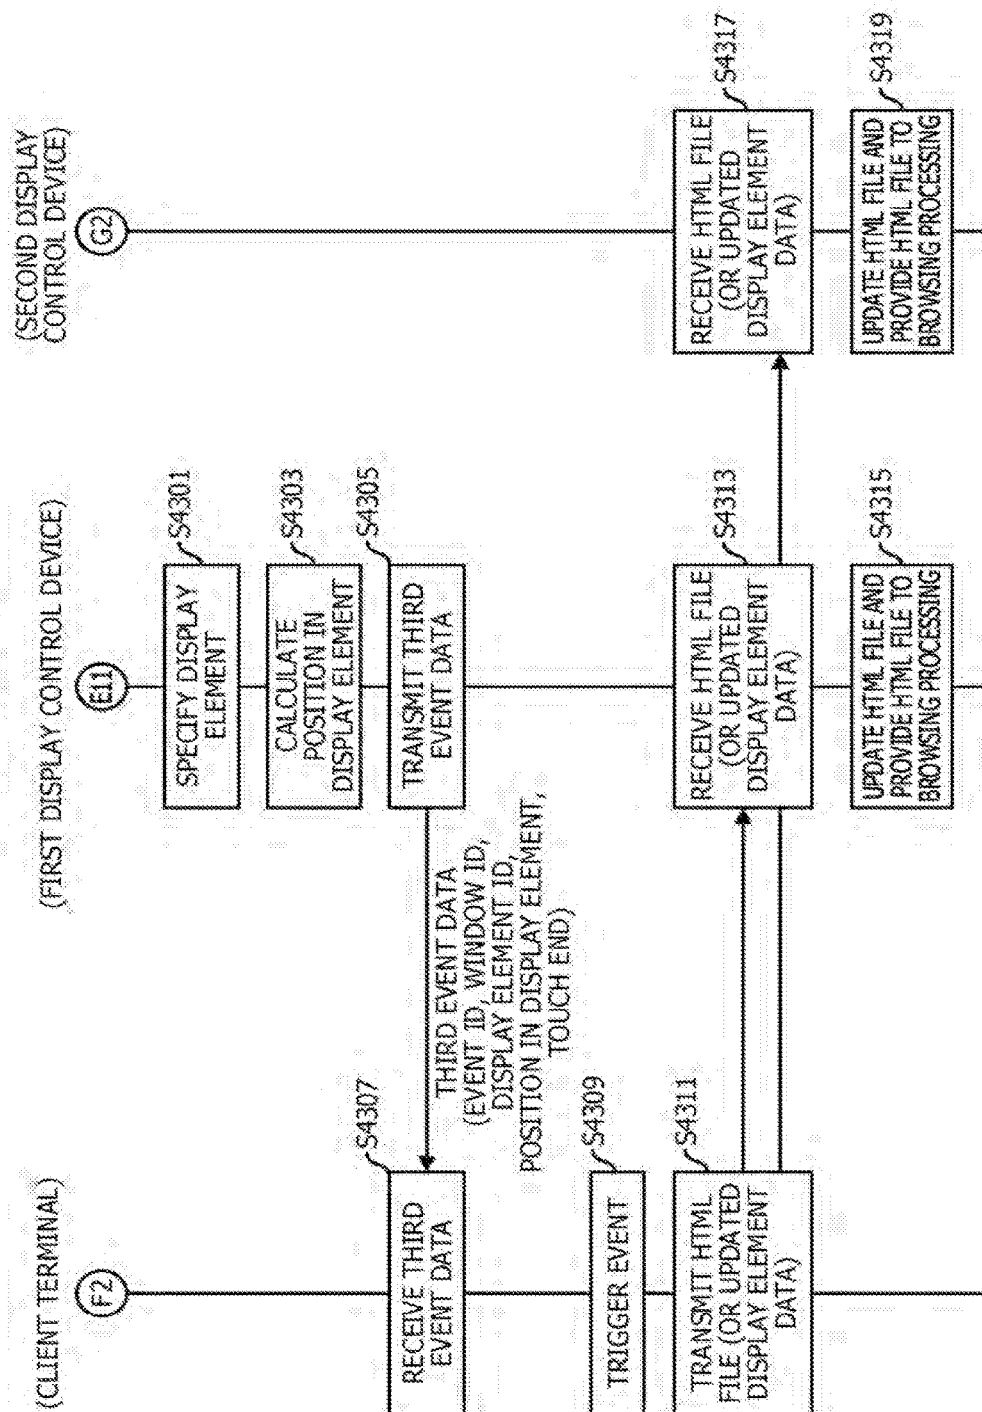 (CLIENT TERMINAL)
F2
RECEIVE THIRD
EVENT DATA
S4307
TRIGGER EVENT
S4309
TRANSMIT HTML
FILE (OR UPDATED
DISPLAY ELEMENT
DATA)
S4311
THIRD EVENT DATA
(EVENT ID, WINDOW ID,
DISPLAY ELEMENT ID,
POSITION IN DISPLAY ELEMENT,
TOUCH END)
(FIRST DISPLAY CONTROL DEVICE)
E11
SPECIFY DISPLAY
ELEMENT
S4301
CALCULATE
POSITION IN
DISPLAY ELEMENT
S4303
TRANSMIT THIRD
EVENT DATA
S4305
RECEIVE HTML FILE
(OR UPDATED
DISPLAY ELEMENT
DATA)
S4313
UPDATE HTML FILE AND
PROVIDE HTML FILE TO
BROWSING PROCESSING
S4315
(SECOND DISPLAY
CONTROL DEVICE)
G2
RECEIVE HTML FILE
(OR UPDATED
DISPLAY ELEMENT
DATA)
S4317
UPDATE HTML FILE AND
PROVIDE HTML FILE TO
BROWSING PROCESSING
S4319